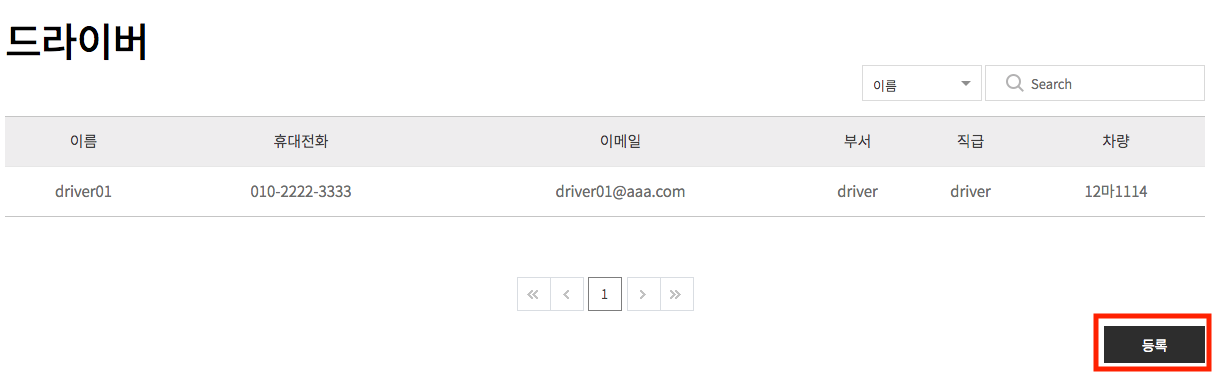 드라이버
이름 Search
이름 휴대전화 이메일 부서 직급 차량
driver01 010-2222-3333 driver01@aaa.com driver driver 12마1114
1
등록